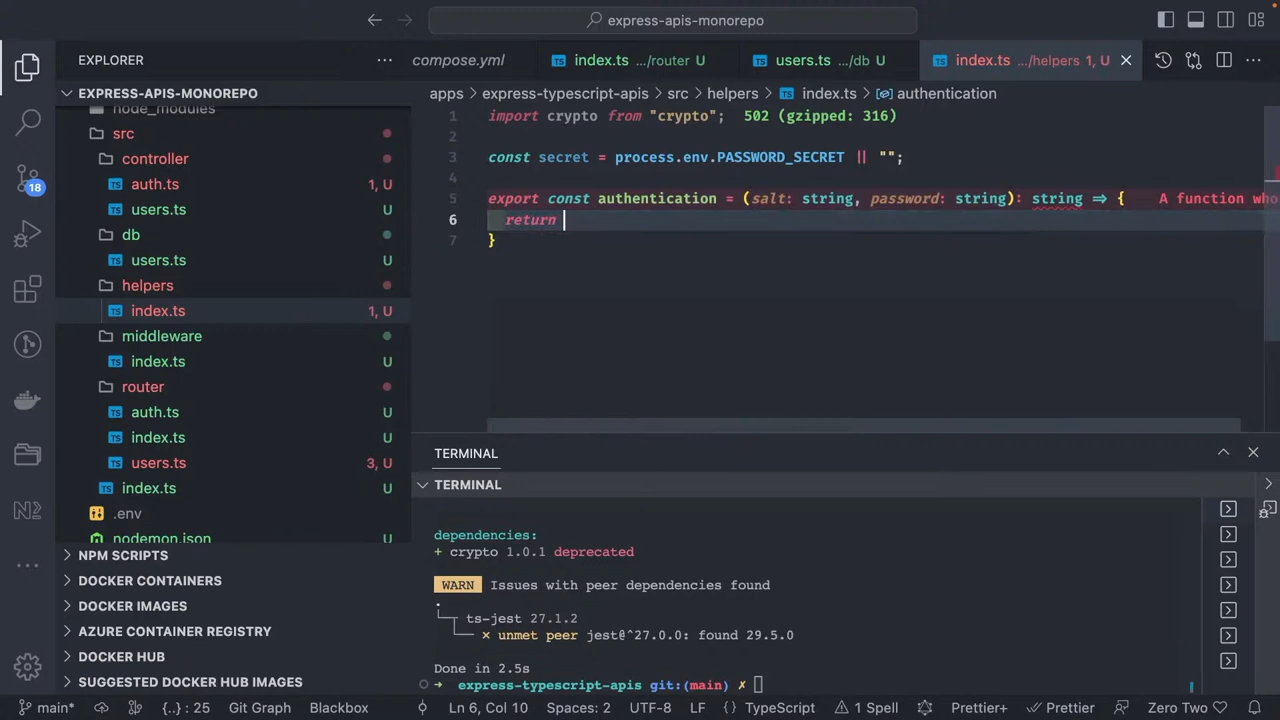 express-apis-monorepo
EXPLORER
compose.yml
index.ts .../router U
users.ts .../db U
index.ts .../helpers 1, U
EXPRESS-APIS-MONOREPO
apps > express-typescript-apis > src > helpers > index.ts > authentication
node_modules
src
controller
auth.ts 1, U
users.ts U
db
users.ts U
helpers
index.ts 1, U
middleware
index.ts U
router
auth.ts U
index.ts U
users.ts 3, U
index.ts U
.env
nodemon.json
NPM SCRIPTS
DOCKER CONTAINERS
DOCKER IMAGES
AZURE CONTAINER REGISTRY
DOCKER HUB
SUGGESTED DOCKER HUB IMAGES
18
1 import crypto from "crypto"; 502 (gzipped: 316)
2
3 const secret = process.env.PASSWORD_SECRET || "";
4
5 export const authentication = (salt: string, password: string): string => { A function who
6 return
7 }
TERMINAL
TERMINAL
dependencies:
+ crypto 1.0.1 deprecated
WARN Issues with peer dependencies found
.
└─┬ ts-jest 27.1.2
└── ✕ unmet peer jest@^27.0.0: found 29.5.0
Done in 2.5s
➜ express-typescript-apis git:(main) ✗
main* {..} : 25 Git Graph Blackbox Ln 6, Col 10 Spaces: 2 UTF-8 LF {} TypeScript 1 Spell Prettier+ Prettier Zero Two